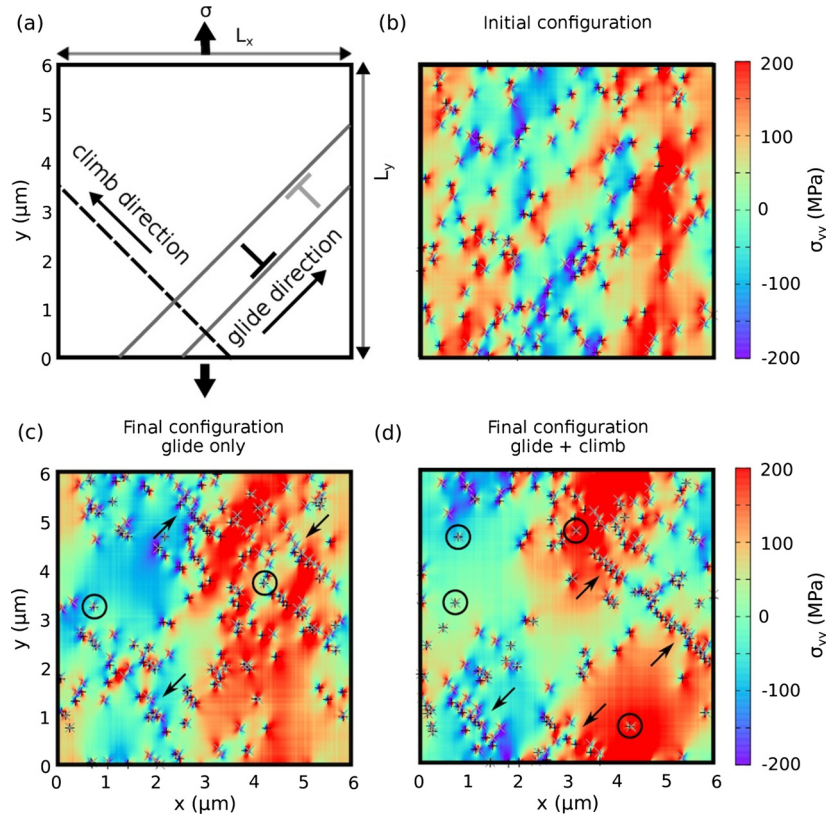 (a)
σ
Lx
6
5
4
3
2
1
0
y (μm)
Ly
climb direction
glide direction
(b)
Initial configuration
200
100
0
-100
-200
σyy (MPa)
(c)
Final configuration
glide only
6
5
4
3
2
1
0
y (μm)
0 1 2 3 4 5 6
x (μm)
(d)
Final configuration
glide + climb
0 1 2 3 4 5 6
x (μm)
200
100
0
-100
-200
σyy (MPa)